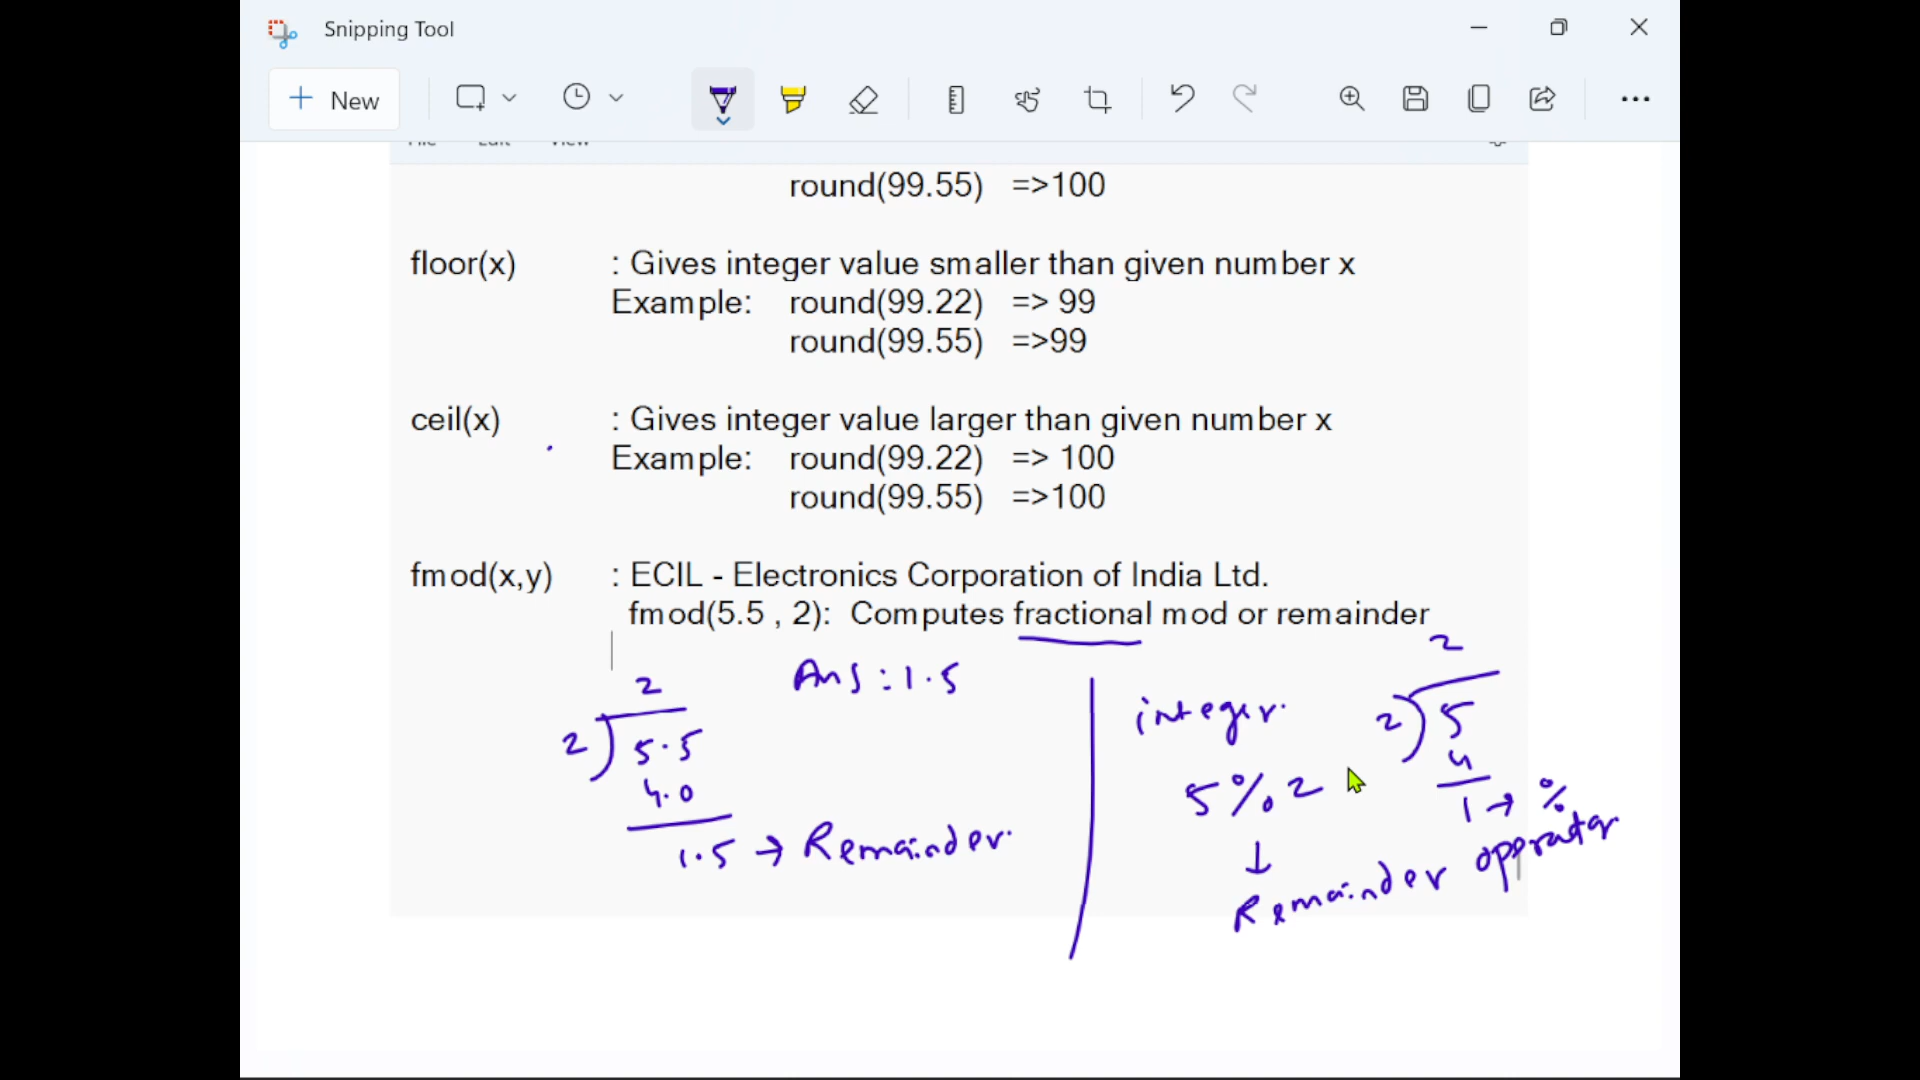 Snipping Tool
New
File Edit View
round(99.55) =>100
floor(x) : Gives integer value smaller than given number x
Example: round(99.22) => 99
round(99.55) =>99
ceil(x) : Gives integer value larger than given number x
Example: round(99.22) => 100
round(99.55) =>100
fmod(x,y) : ECIL - Electronics Corporation of India Ltd.
fmod(5.5 , 2): Computes fractional mod or remainder
Ans : 1.5
2
2 ) 5.5
4.0
1.5 → Remainder
integer
5 % 2
↓
Remainder operator
2
2 ) 5
4
1 → %